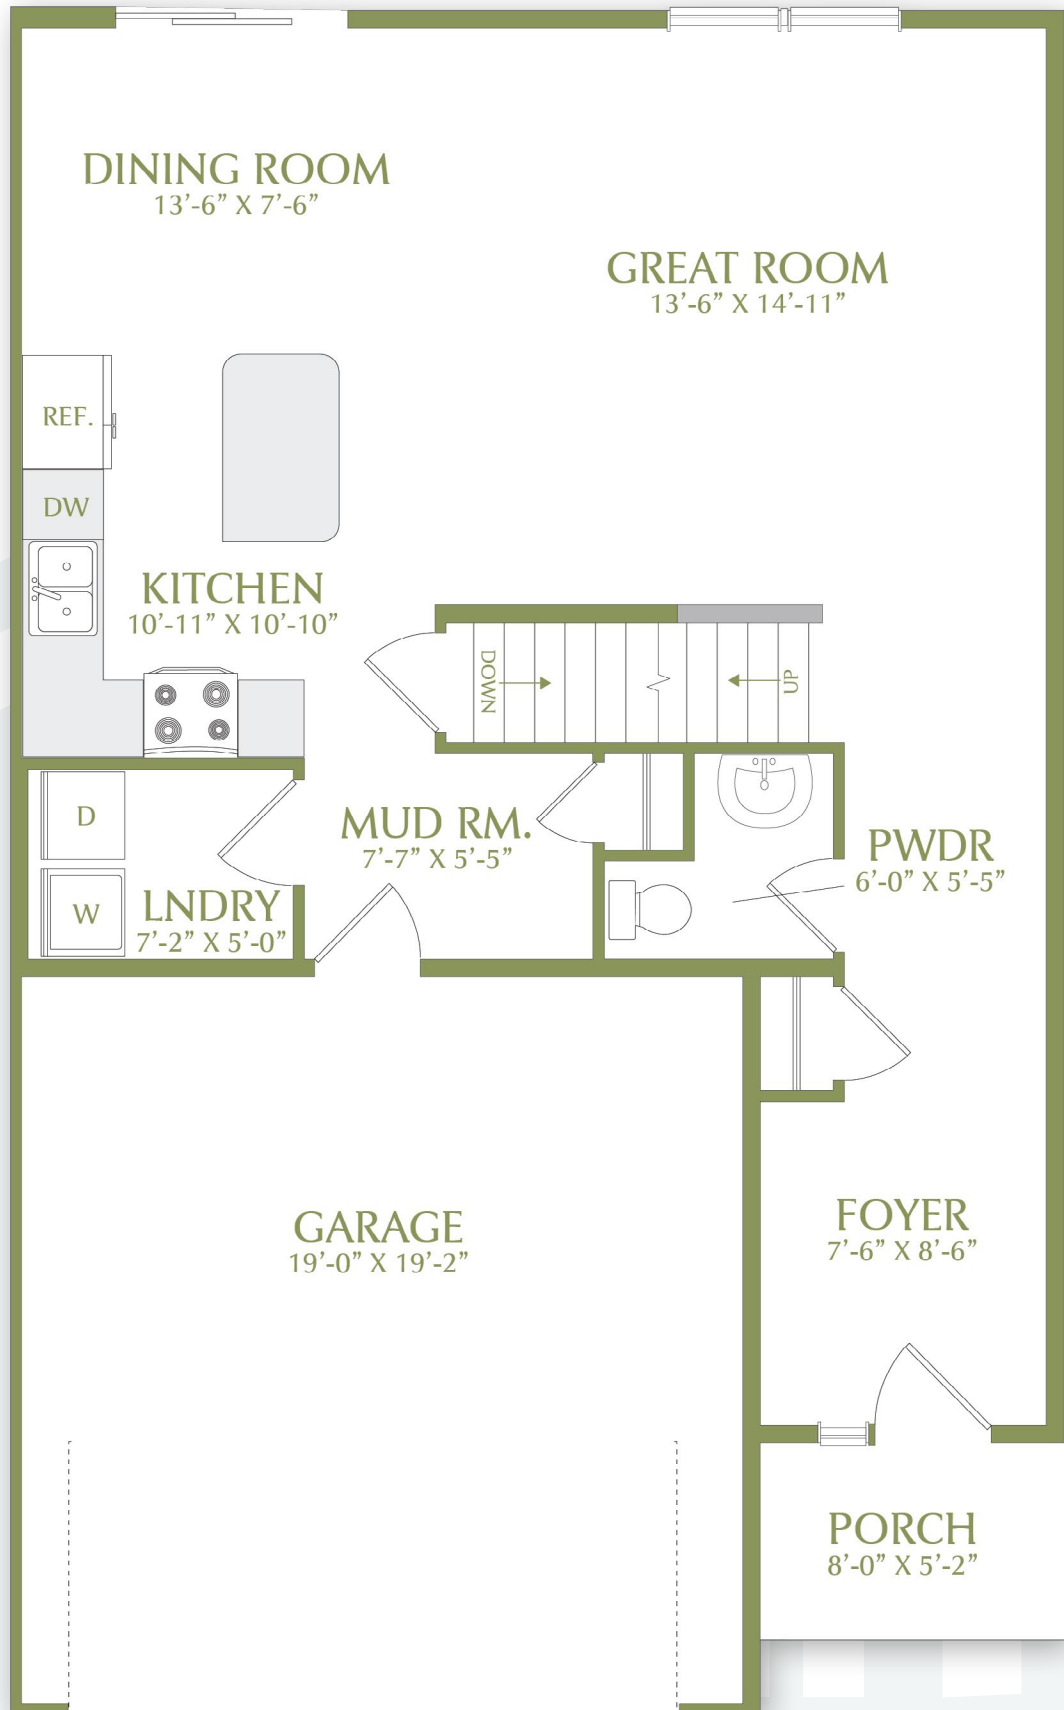 DINING ROOM
13’-6” X 7’-6”
GREAT ROOM
13’-6” X 14’-11”
REF.
DW
KITCHEN
10’-11” X 10’-10”
DOWN
UP
D
MUD RM.
7’-7” X 5’-5”
PWDR
6’-0” X 5’-5”
W
LNDRY
7’-2” X 5’-0”
GARAGE
19’-0” X 19’-2”
FOYER
7’-6” X 8’-6”
PORCH
8’-0” X 5’-2”